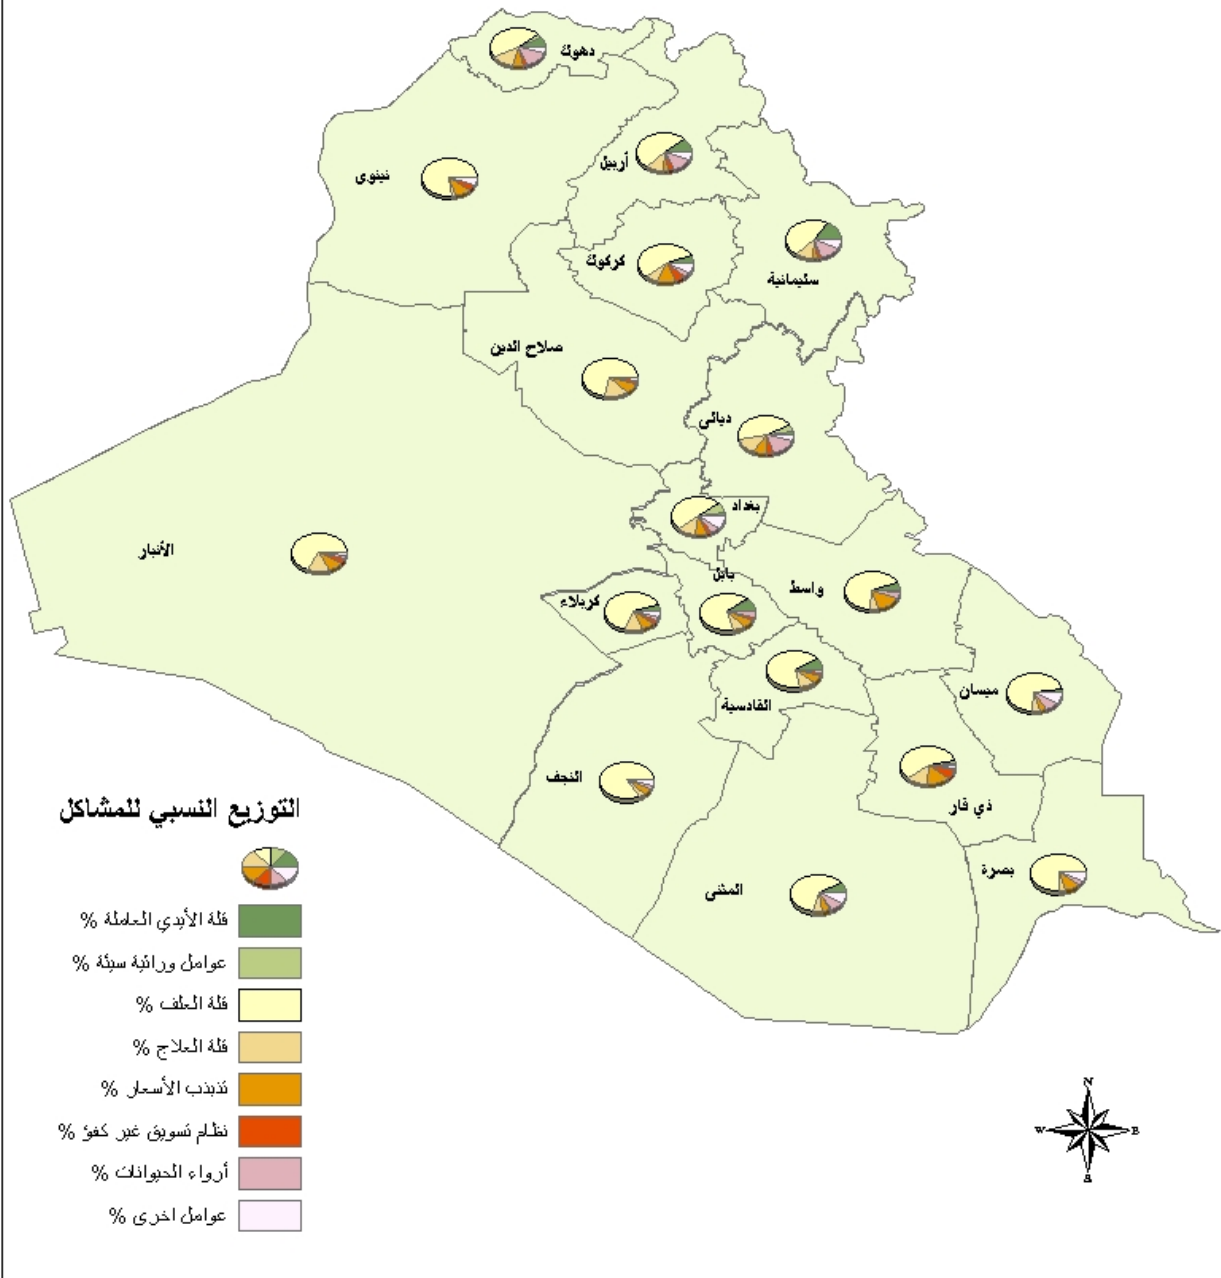 دهوك
أربيل
نينوى
كركوك
سليمانية
صلاح الدين
ديالى
بغداد
الأنبار
بابل
واسط
كربلاء
ميسان
القادسية
النجف
ذي قار
بصرة
المثنى
التوزيع النسبي للمشاكل
قلة الأيدي العاملة %
عوامل وراثية سيئة %
قلة العلف %
قلة العلاج %
تذبذب الأسعار %
نظام تسويق غير كفؤ %
أرواء الحيوانات %
عوامل اخرى %
N
W E
S